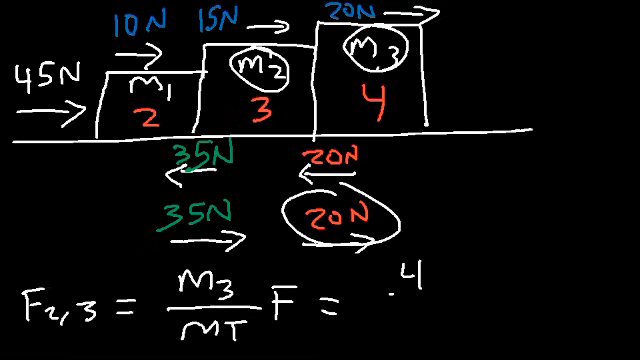 10N 15N 20N
45N m1 m2 m3
2 3 4
35N 20N
35N 20N
F2,3 = M3/MT F = .4